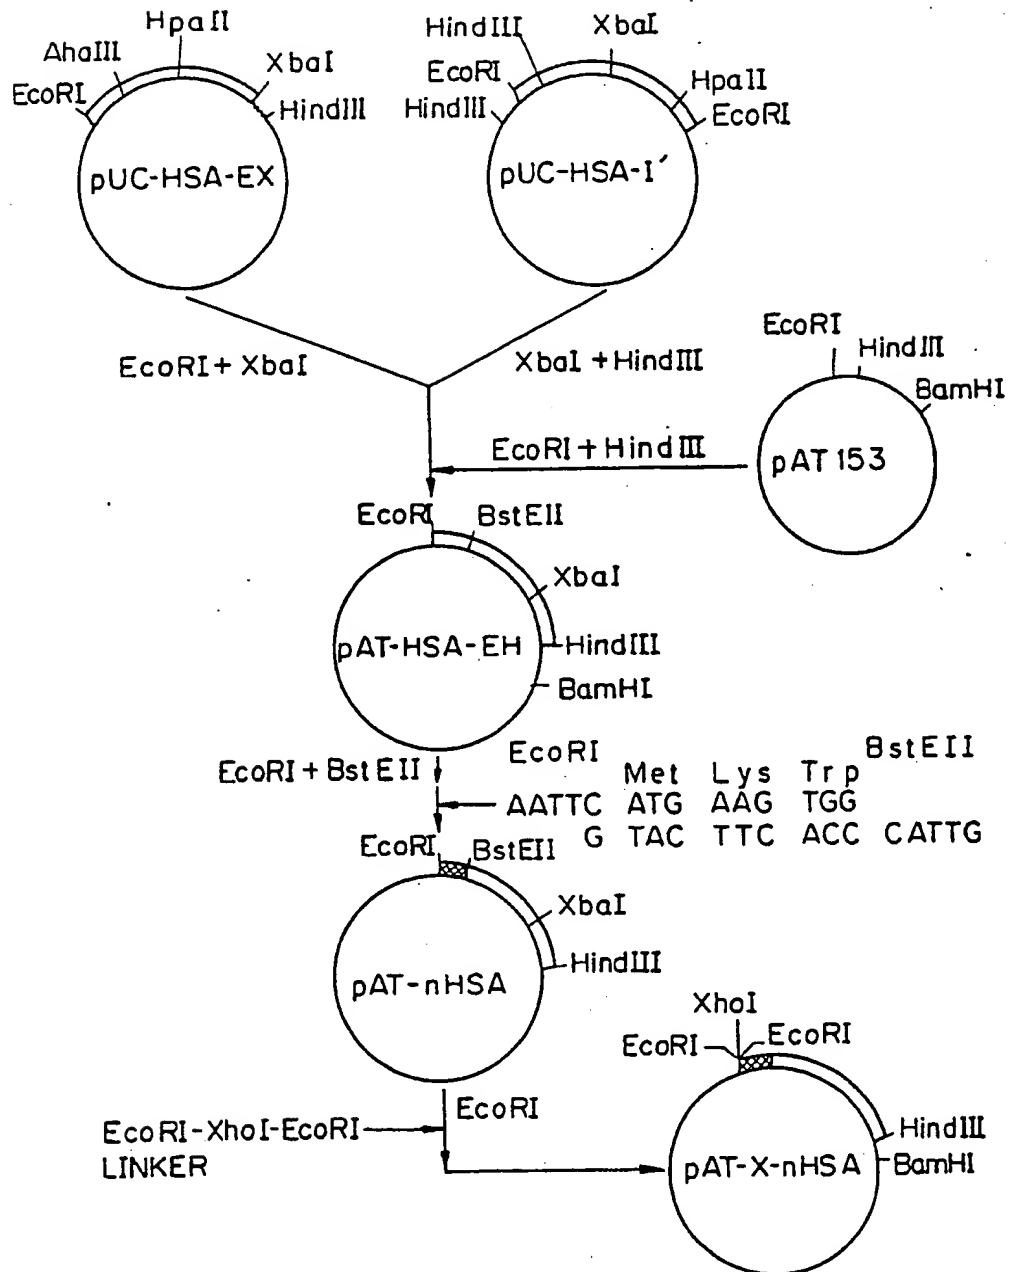 HpaII
AhaIII
XbaI
EcoRI
HindIII
pUC-HSA-EX
HindIII
XbaI
EcoRI
HpaII
HindIII
EcoRI
pUC-HSA-I′
EcoRI + XbaI
XbaI + HindIII
EcoRI
HindIII
BamHI
pAT 153
EcoRI + HindIII
EcoRI
BstEII
XbaI
pAT-HSA-EH
HindIII
BamHI
EcoRI + BstEII
EcoRI
BstEII
Met Lys Trp
AATTC ATG AAG TGG
G TAC TTC ACC CATTG
EcoRI
BstEII
XbaI
HindIII
pAT-nHSA
XhoI
EcoRI
EcoRI
EcoRI
EcoRI-XhoI-EcoRI
LINKER
HindIII
BamHI
pAT-X-nHSA